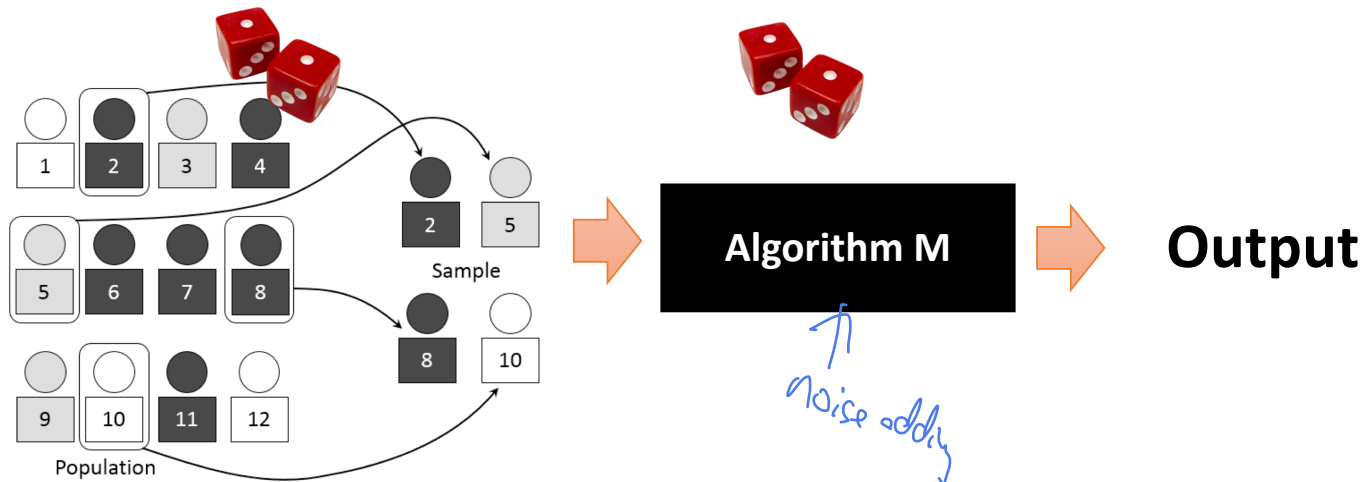 1 2 3 4
2 5
Sample
5 6 7 8
8 10
9 10 11 12
Population
Algorithm M
Output
noise adding